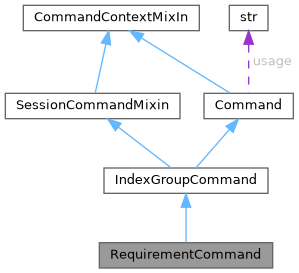 CommandContextMixIn
str
usage
SessionCommandMixin
Command
IndexGroupCommand
RequirementCommand